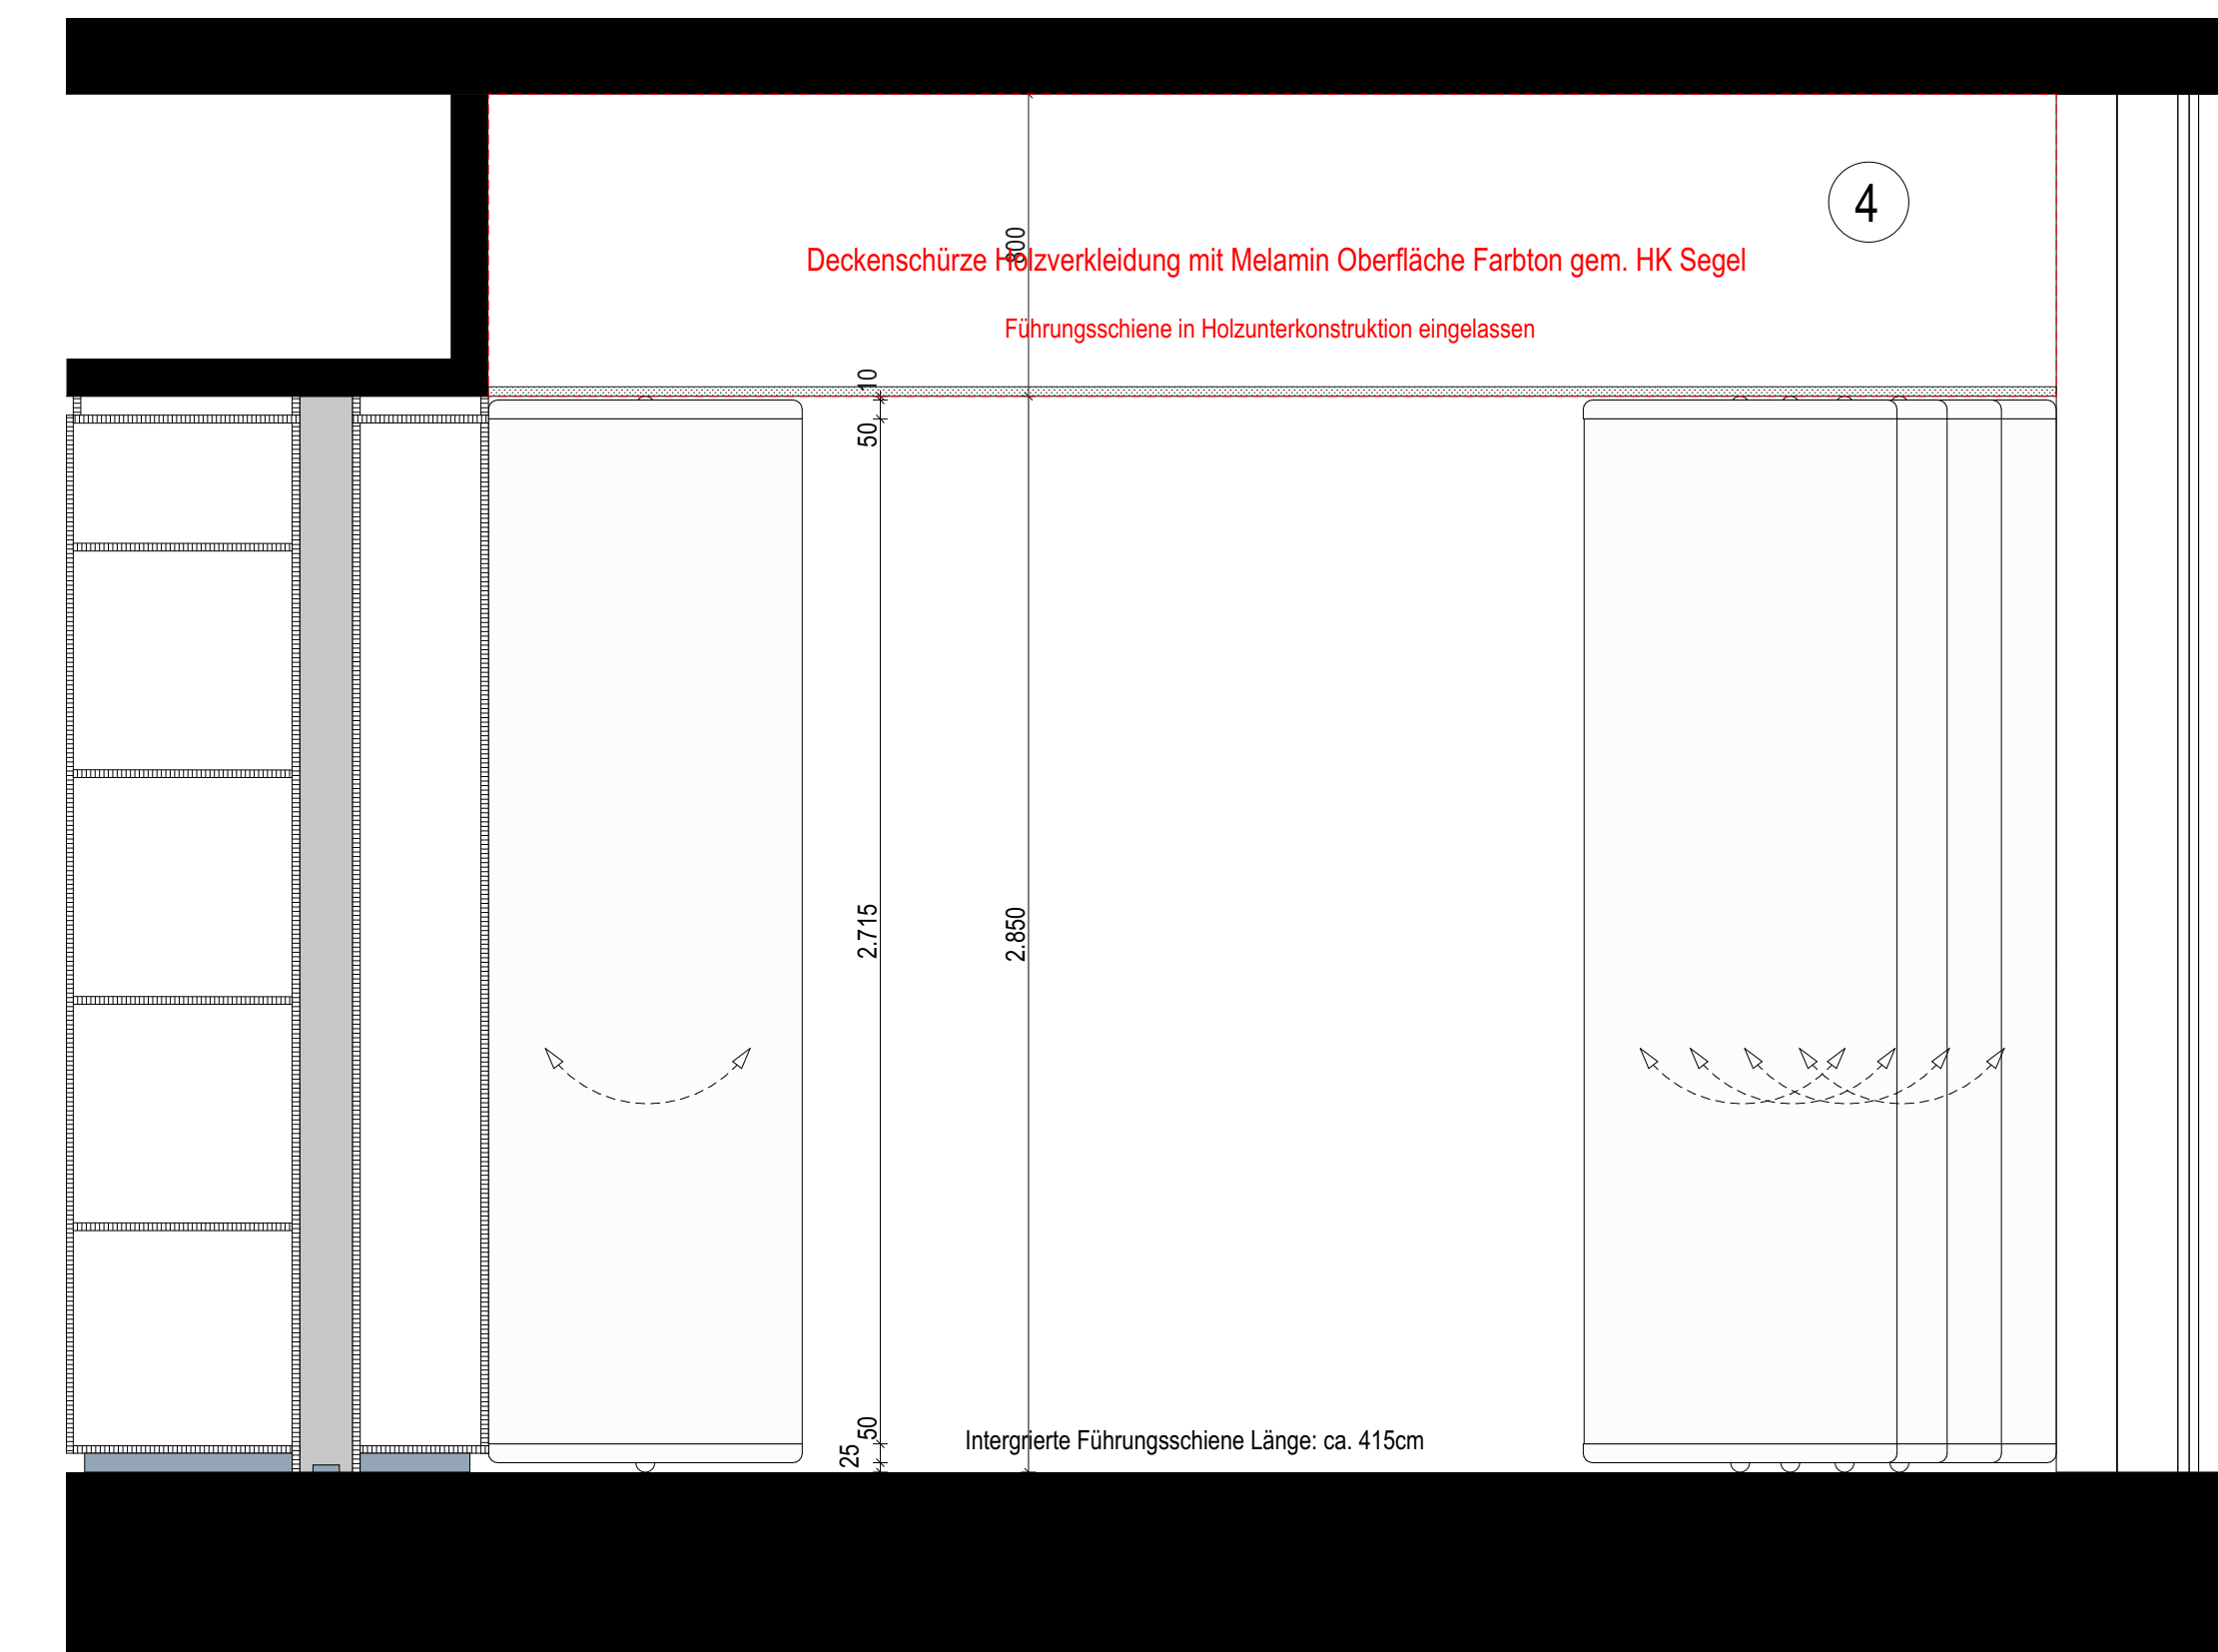 4
800
Deckenschürze Holzverkleidung mit Melamin Oberfläche Farbton gem. HK Segel
Führungsschiene in Holzunterkonstruktion eingelassen
10
50
2.715
2.850
50
25
Intergrierte Führungsschiene Länge: ca. 415cm